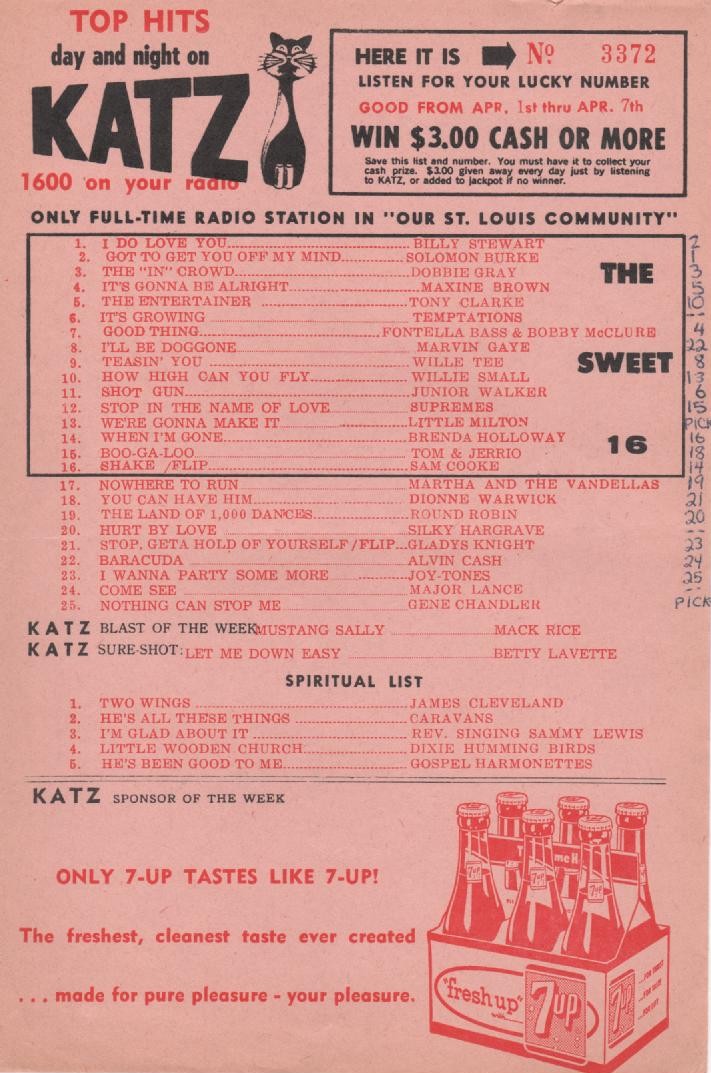 TOP HITS
day and night on
KATZ
1600 on your radio
HERE IT IS No 3372
LISTEN FOR YOUR LUCKY NUMBER
GOOD FROM APR. 1st thru APR. 7th
WIN $3.00 CASH OR MORE
Save this list and number. You must have it to collect your
cash prize. $3.00 given away every day just by listening
to KATZ, or added to jackpot if no winner.
ONLY FULL-TIME RADIO STATION IN "OUR ST. LOUIS COMMUNITY"
THE
SWEET
16
1. I DO LOVE YOU BILLY STEWART 2
2. GOT TO GET YOU OFF MY MIND SOLOMON BURKE 1
3. THE "IN" CROWD DOBBIE GRAY 3
4. IT'S GONNA BE ALRIGHT MAXINE BROWN 5
5. THE ENTERTAINER TONY CLARKE 10
6. IT'S GROWING TEMPTATIONS --
7. GOOD THING FONTELLA BASS & BOBBY McCLURE 4
8. I'LL BE DOGGONE MARVIN GAYE 22
9. TEASIN' YOU WILLE TEE 8
10. HOW HIGH CAN YOU FLY WILLIE SMALL 13
11. SHOT GUN JUNIOR WALKER 6
12. STOP IN THE NAME OF LOVE SUPREMES 15
13. WE'RE GONNA MAKE IT LITTLE MILTON PICK
14. WHEN I'M GONE BRENDA HOLLOWAY 16
15. BOO-GA-LOO TOM & JERRIO 18
16. SHAKE /FLIP SAM COOKE 14
17. NOWHERE TO RUN MARTHA AND THE VANDELLAS 19
18. YOU CAN HAVE HIM DIONNE WARWICK 21
19. THE LAND OF 1,000 DANCES ROUND ROBIN 20
20. HURT BY LOVE SILKY HARGRAVE --
21. STOP, GETA HOLD OF YOURSELF/FLIP GLADYS KNIGHT 23
22. BARACUDA ALVIN CASH 24
23. I WANNA PARTY SOME MORE JOY-TONES 25
24. COME SEE MAJOR LANCE --
25. NOTHING CAN STOP ME GENE CHANDLER PICK
KATZ BLAST OF THE WEEK MUSTANG SALLY MACK RICE
KATZ SURE-SHOT: LET ME DOWN EASY BETTY LAVETTE
SPIRITUAL LIST
1. TWO WINGS JAMES CLEVELAND
2. HE'S ALL THESE THINGS CARAVANS
3. I'M GLAD ABOUT IT REV. SINGING SAMMY LEWIS
4. LITTLE WOODEN CHURCH DIXIE HUMMING BIRDS
5. HE'S BEEN GOOD TO ME GOSPEL HARMONETTES
KATZ SPONSOR OF THE WEEK
ONLY 7-UP TASTES LIKE 7-UP!
The freshest, cleanest taste ever created
... made for pure pleasure - your pleasure.
7up
7up
7up
"fresh up"
with
7up
7up